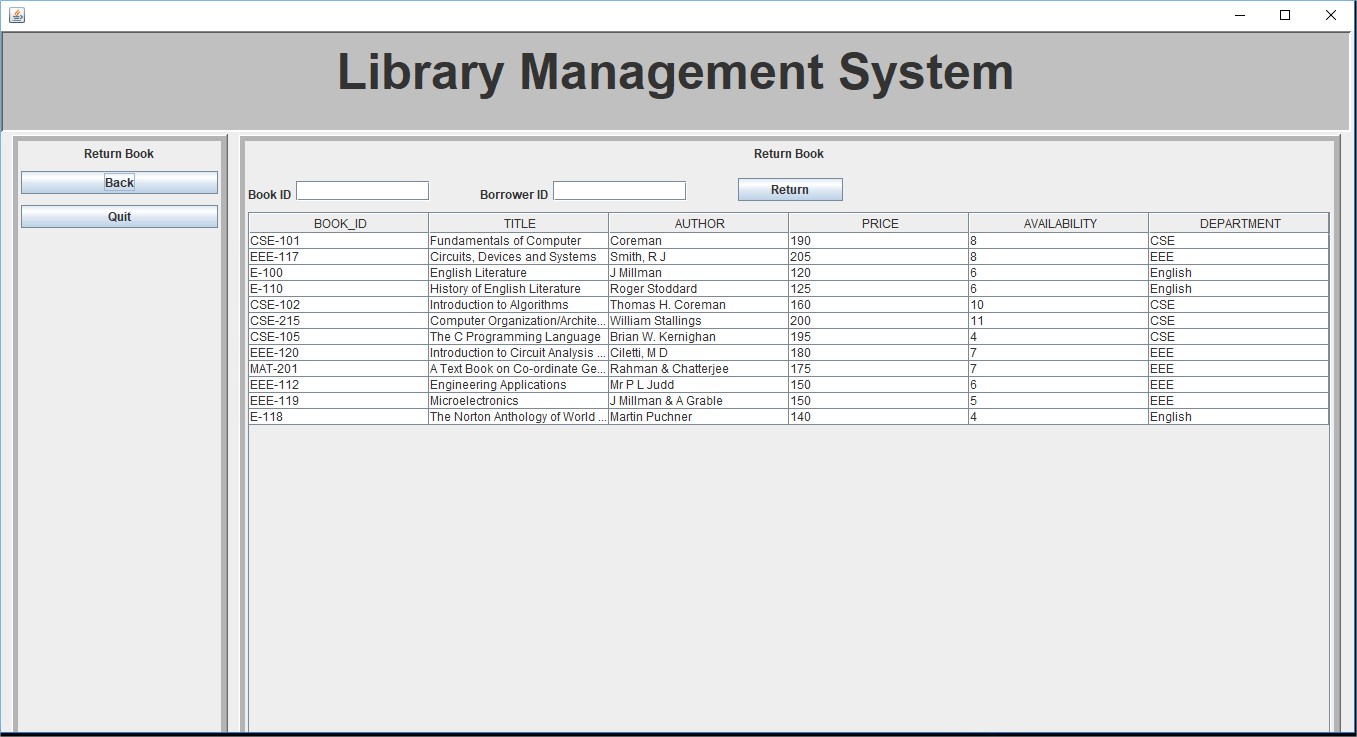 Library Management System
Return Book
Back
Quit
Return Book
Book ID Borrower ID Return
BOOK_ID TITLE AUTHOR PRICE AVAILABILITY DEPARTMENT
CSE-101 Fundamentals of Computer Coreman 190 8 CSE
EEE-117 Circuits, Devices and Systems Smith, R J 205 8 EEE
E-100 English Literature J Millman 120 6 English
E-110 History of English Literature Roger Stoddard 125 6 English
CSE-102 Introduction to Algorithms Thomas H. Coreman 160 10 CSE
CSE-215 Computer Organization/Archite... William Stallings 200 11 CSE
CSE-105 The C Programming Language Brian W. Kernighan 195 4 CSE
EEE-120 Introduction to Circuit Analysis ... Ciletti, M D 180 7 EEE
MAT-201 A Text Book on Co-ordinate Ge... Rahman & Chatterjee 175 7 EEE
EEE-112 Engineering Applications Mr P L Judd 150 6 EEE
EEE-119 Microelectronics J Millman & A Grable 150 5 EEE
E-118 The Norton Anthology of World ... Martin Puchner 140 4 English